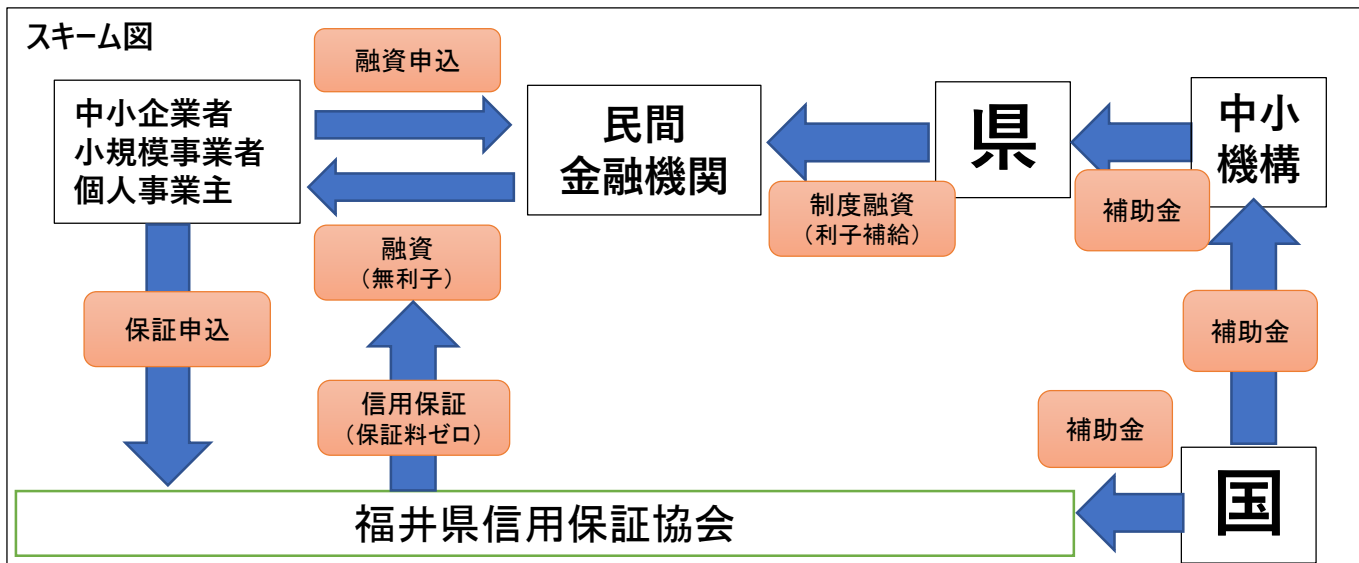 スキーム図
融資申込
中小企業者
小規模事業者
個人事業主
民間
金融機関
県
中小
機構
制度融資
（利子補給）
補助金
融資
（無利子）
保証申込
補助金
信用保証
（保証料ゼロ）
補助金
国
福井県信用保証協会